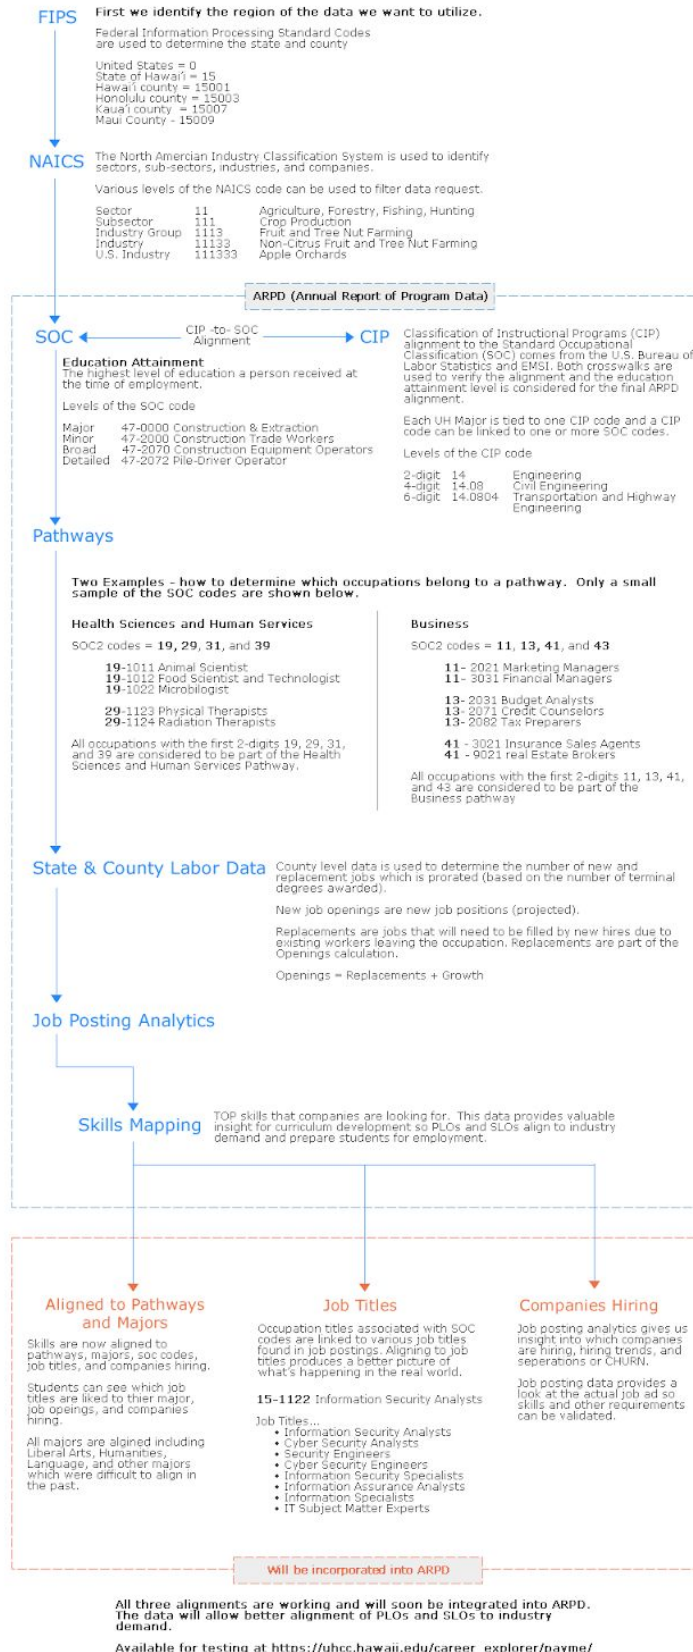 FIPS
First we identify the region of the data we want to utilize.
Federal Information Processing Standard Codes
are used to determine the state and county
United States = 0
State of Hawai'i = 15
Hawai'i county = 15001
Honolulu county = 15003
Kaua'i county = 15007
Maui County - 15009
NAICS
The North Amercian Industry Classification System is used to identify
sectors, sub-sectors, industries, and companies.
Various levels of the NAICS code can be used to filter data request.
Sector 11 Agriculture, Forestry, Fishing, Hunting
Subsector 111 Crop Production
Industry Group 1113 Fruit and Tree Nut Farming
Industry 11133 Non-Citrus Fruit and Tree Nut Farming
U.S. Industry 111333 Apple Orchards
ARPD (Annual Report of Program Data)
SOC
CIP -to- SOC
Alignment
CIP
Education Attainment
The highest level of education a person received at
the time of employment.
Levels of the SOC code
Major 47-0000 Construction & Extraction
Minor 47-2000 Construction Trade Workers
Broad 47-2070 Construction Equipment Operators
Detailed 47-2072 Pile-Driver Operator
Classification of Instructional Programs (CIP)
alignment to the Standard Occupational
Classification (SOC) comes from the U.S. Bureau of
Labor Statistics and EMSI. Both crosswalks are
used to verify the alignment and the education
attainment level is considered for the final ARPD
alignment.
Each UH Major is tied to one CIP code and a CIP
code can be linked to one or more SOC codes.
Levels of the CIP code
2-digit 14 Engineering
4-digit 14.08 Civil Engineering
6-digit 14.0804 Transportation and Highway
Engineering
Pathways
Two Examples - how to determine which occupations belong to a pathway. Only a small
sample of the SOC codes are shown below.
Health Sciences and Human Services
SOC2 codes = 19, 29, 31, and 39
19-1011 Animal Scientist
19-1012 Food Scientist and Technologist
19-1022 Microbilogist
29-1123 Physical Therapists
29-1124 Radiation Therapists
All occupations with the first 2-digits 19, 29, 31,
and 39 are considered to be part of the Health
Sciences and Human Services Pathway.
Business
SOC2 codes = 11, 13, 41, and 43
11- 2021 Marketing Managers
11- 3031 Financial Managers
13- 2031 Budget Analysts
13- 2071 Credit Counselors
13- 2082 Tax Preparers
41 - 3021 Insurance Sales Agents
41 - 9021 real Estate Brokers
All occupations with the first 2-digits 11, 13, 41,
and 43 are considered to be part of the
Business pathway
State & County Labor Data
County level data is used to determine the number of new and
replacement jobs which is prorated (based on the number of terminal
degrees awarded).
New job openings are new job positions (projected).
Replacements are jobs that will need to be filled by new hires due to
existing workers leaving the occupation. Replacements are part of the
Openings calculation.
Openings = Replacements + Growth
Job Posting Analytics
Skills Mapping
TOP skills that companies are looking for. This data provides valuable
insight for curriculum development so PLOs and SLOs align to industry
demand and prepare students for employment.
Aligned to Pathways
and Majors
Skills are now aligned to
pathways, majors, soc codes,
job titles, and companies hiring.
Students can see which job
titles are liked to thier major,
job opeings, and companies
hiring.
All majors are algined including
Liberal Arts, Humanities,
Language, and other majors
which were difficult to align in
the past.
Job Titles
Occupation titles associated with SOC
codes are linked to various job titles
found in job postings. Aligning to job
titles produces a better picture of
what's happening in the real world.
15-1122 Information Security Analysts
Job Titles...
• Information Security Analysts
• Cyber Security Analysts
• Security Engineers
• Cyber Security Engineers
• Information Security Specialists
• Information Assurance Analysts
• Information Specialists
• IT Subject Matter Experts
Companies Hiring
Job posting analytics gives us
insight into which companies
are hiring, hiring trends, and
seperations or CHURN.
Job posting data provides a
look at the actual job ad so
skills and other requirements
can be validated.
Will be incorporated into ARPD
All three alignments are working and will soon be integrated into ARPD.
The data will allow better alignment of PLOs and SLOs to industry
demand.
Available for testing at https://uhcc.hawaii.edu/career_explorer/payme/